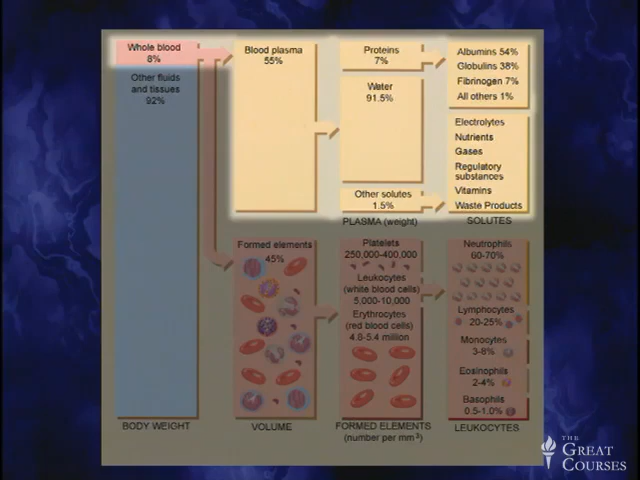 Whole blood
8%
Other fluids
and tissues
92%
BODY WEIGHT
Blood plasma
55%
Formed elements
45%
VOLUME
Proteins
7%
Water
91.5%
Other solutes
1.5%
PLASMA (weight)
Albumins 54%
Globulins 38%
Fibrinogen 7%
All others 1%
Electrolytes
Nutrients
Gases
Regulatory
substances
Vitamins
Waste Products
SOLUTES
Platelets
250,000-400,000
Leukocytes
(white blood cells)
5,000-10,000
Erythrocytes
(red blood cells)
4.8-5.4 million
FORMED ELEMENTS
(number per mm³)
Neutrophils
60-70%
Lymphocytes
20-25%
Monocytes
3-8%
Eosinophils
2-4%
Basophils
0.5-1.0%
LEUKOCYTES
THE
GREAT
COURSES